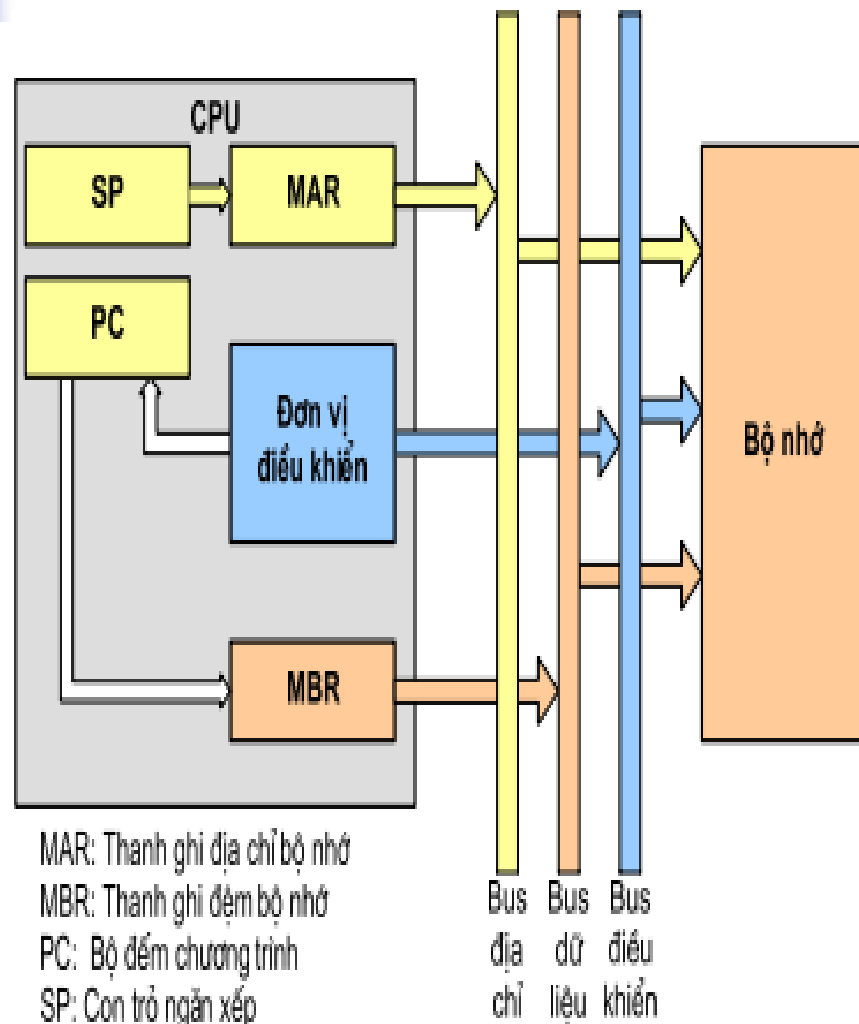 CPU
SP
MAR
PC
Đơn vị
điều khiển
Bộ nhớ
MBR
MAR: Thanh ghi địa chỉ bộ nhớ
MBR: Thanh ghi đệm bộ nhớ
PC: Bộ đếm chương trình
SP: Con trỏ ngăn xếp
Bus
địa
chỉ
Bus
dữ
liệu
Bus
điều
khiển